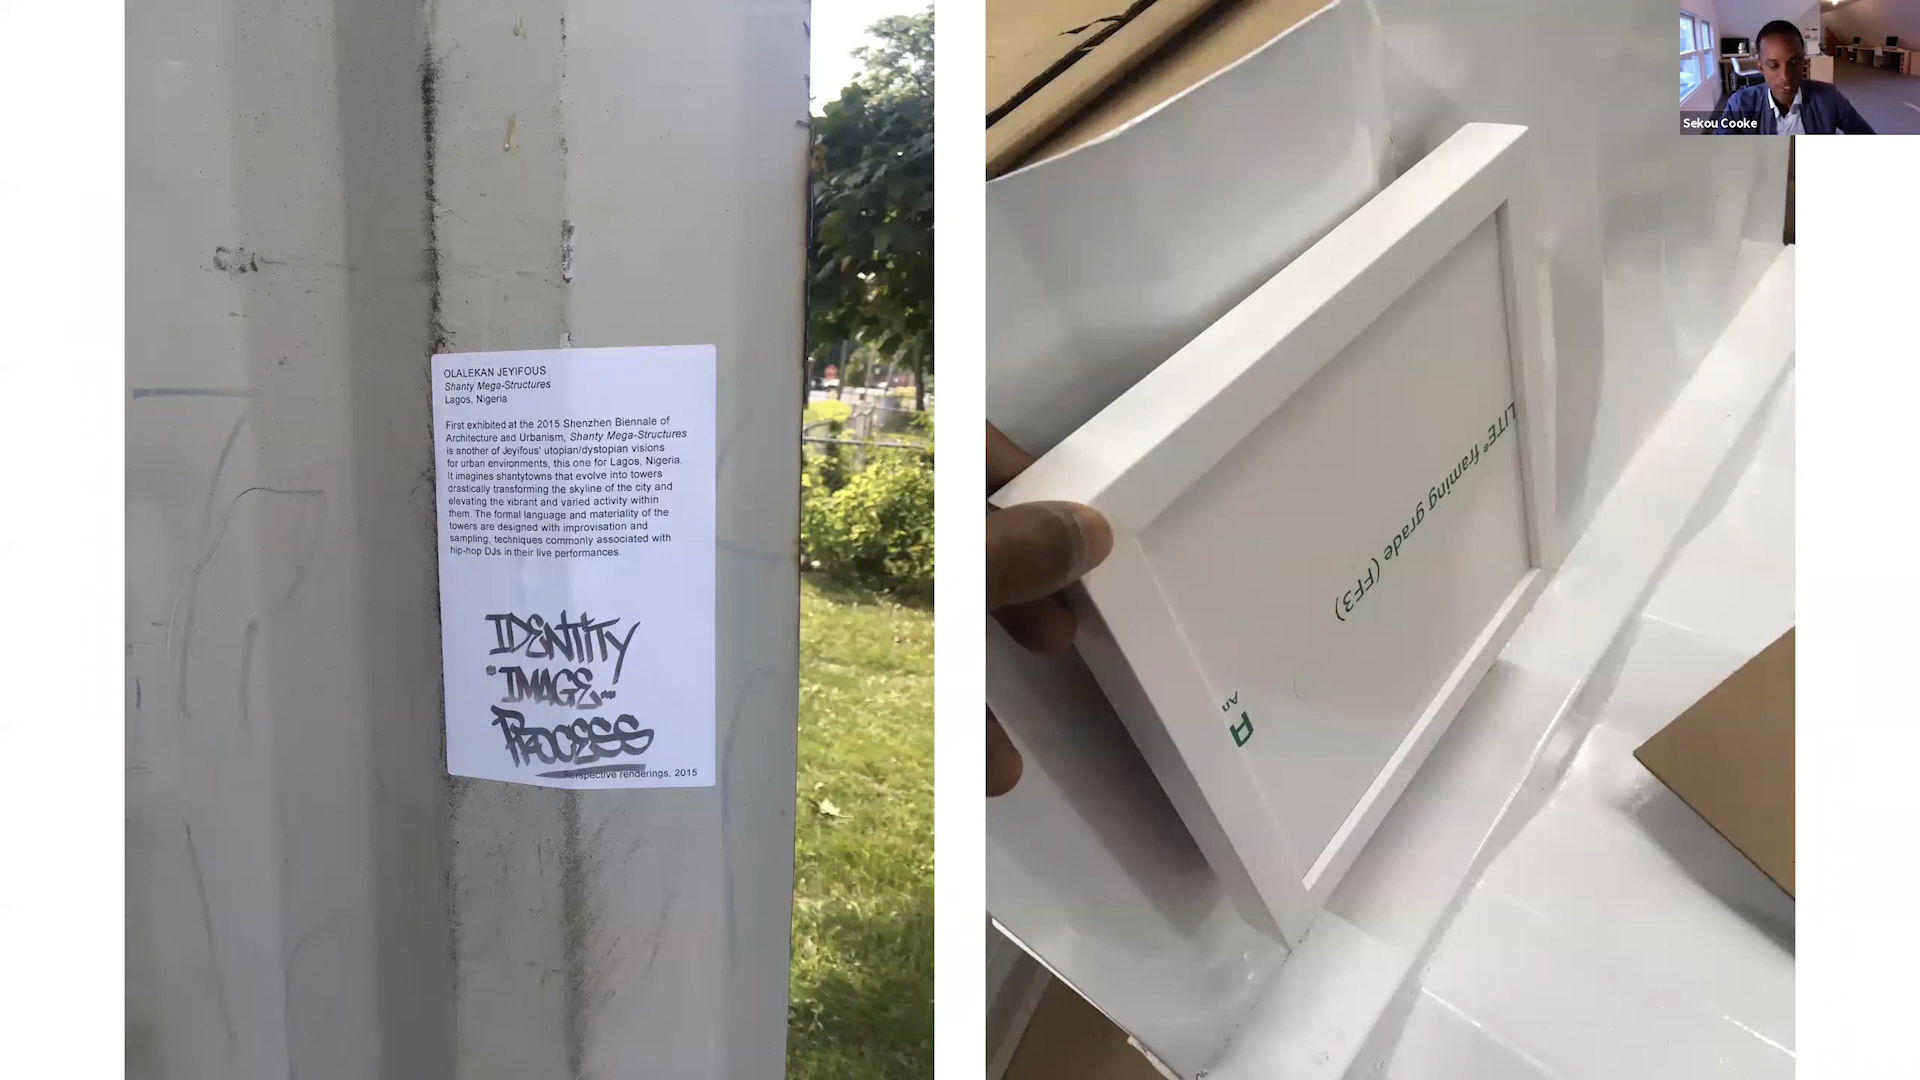 OLALEKAN JEYIFOUS
Shanty Mega-Structures
Lagos, Nigeria
First exhibited at the 2015 Shenzhen Biennale of
Architecture and Urbanism, Shanty Mega-Structures
is another of Jeyifous' utopian/dystopian visions
for urban environments, this one for Lagos, Nigeria.
It imagines shantytowns that evolve into towers
drastically transforming the skyline of the city and
elevating the vibrant and varied activity within
them. The formal language and materiality of the
towers are designed with improvisation and
sampling, techniques commonly associated with
hip-hop DJs in their live performances.
IDENTITY
"IMAGE"
PROCESS
Perspective renderings, 2015
LITE® framing grade (FF3)
A
An
Sekou Cooke